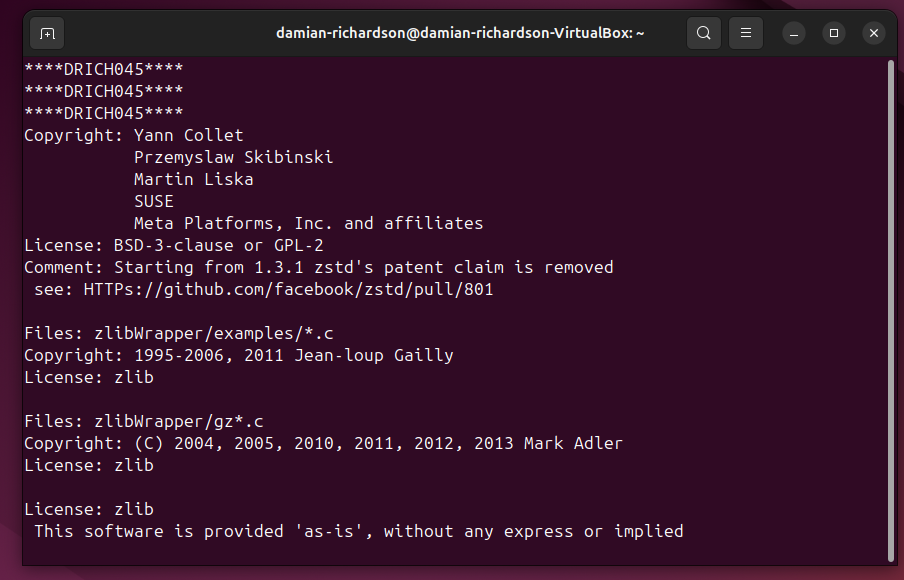 damian-richardson@damian-richardson-VirtualBox: ~
****DRICH045****
****DRICH045****
****DRICH045****
Copyright: Yann Collet
           Przemyslaw Skibinski
           Martin Liska
           SUSE
           Meta Platforms, Inc. and affiliates
License: BSD-3-clause or GPL-2
Comment: Starting from 1.3.1 zstd's patent claim is removed
 see: HTTPs://github.com/facebook/zstd/pull/801

Files: zlibWrapper/examples/*.c
Copyright: 1995-2006, 2011 Jean-loup Gailly
License: zlib

Files: zlibWrapper/gz*.c
Copyright: (C) 2004, 2005, 2010, 2011, 2012, 2013 Mark Adler
License: zlib

License: zlib
 This software is provided 'as-is', without any express or implied